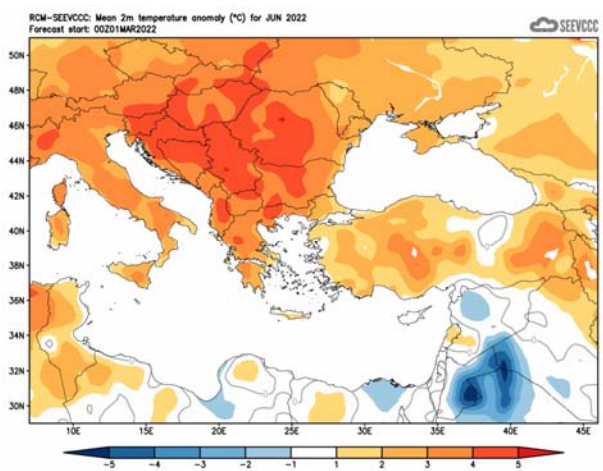 RCM-SEEVCCC: Mean 2m temperature anomaly (°C) for JUN 2022
Forecast start: 00Z01MAR2022
SEEVCCC
50N
48N
46N
44N
42N
40N
38N
36N
34N
32N
30N
10E 15E 20E 25E 30E 35E 40E 45E
-5 -4 -3 -2 -1 1 2 3 4 5